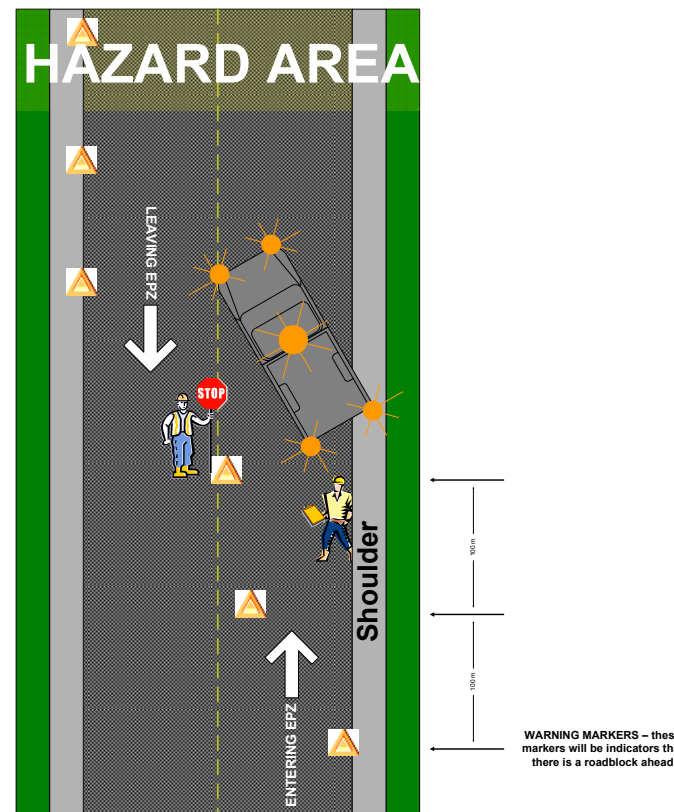 HAZARD AREA
LEAVING EPZ
STOP
Shoulder
100 m
100 m
ENTERING EPZ
WARNING MARKERS – thes
markers will be indicators th
there is a roadblock ahead